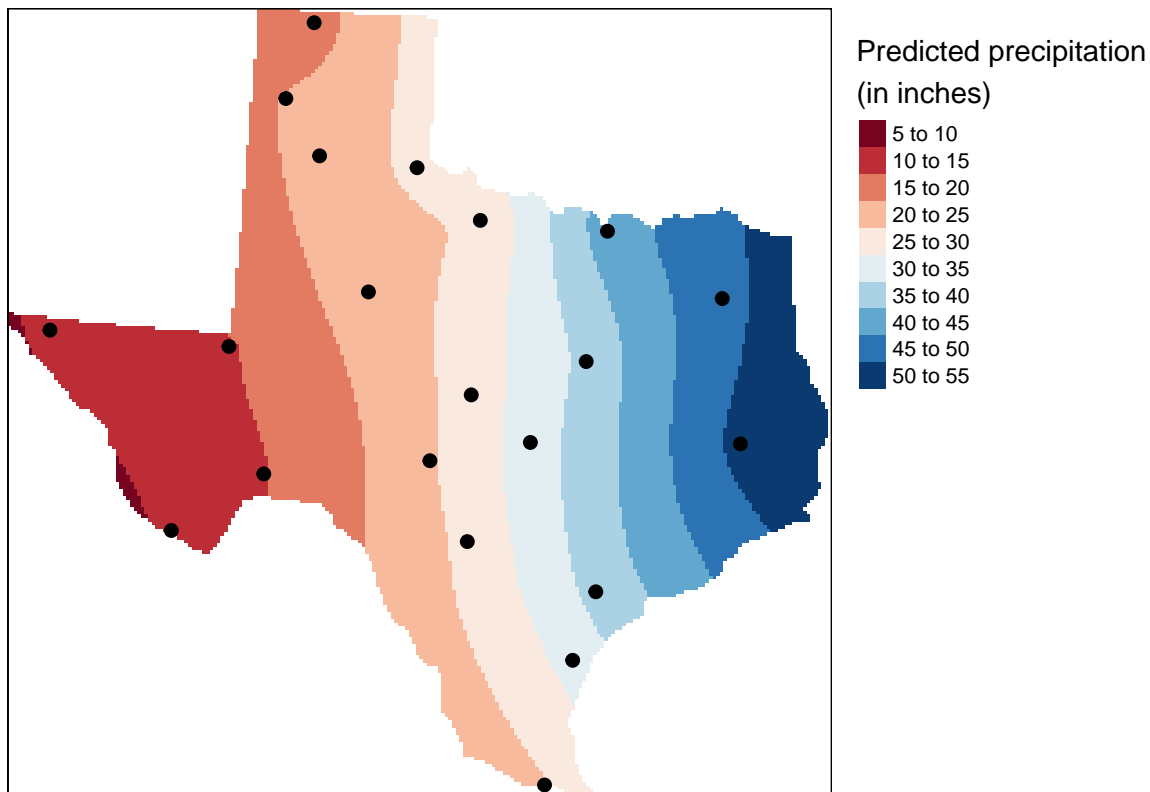 Predicted precipitation
(in inches)
5 to 10
10 to 15
15 to 20
20 to 25
25 to 30
30 to 35
35 to 40
40 to 45
45 to 50
50 to 55